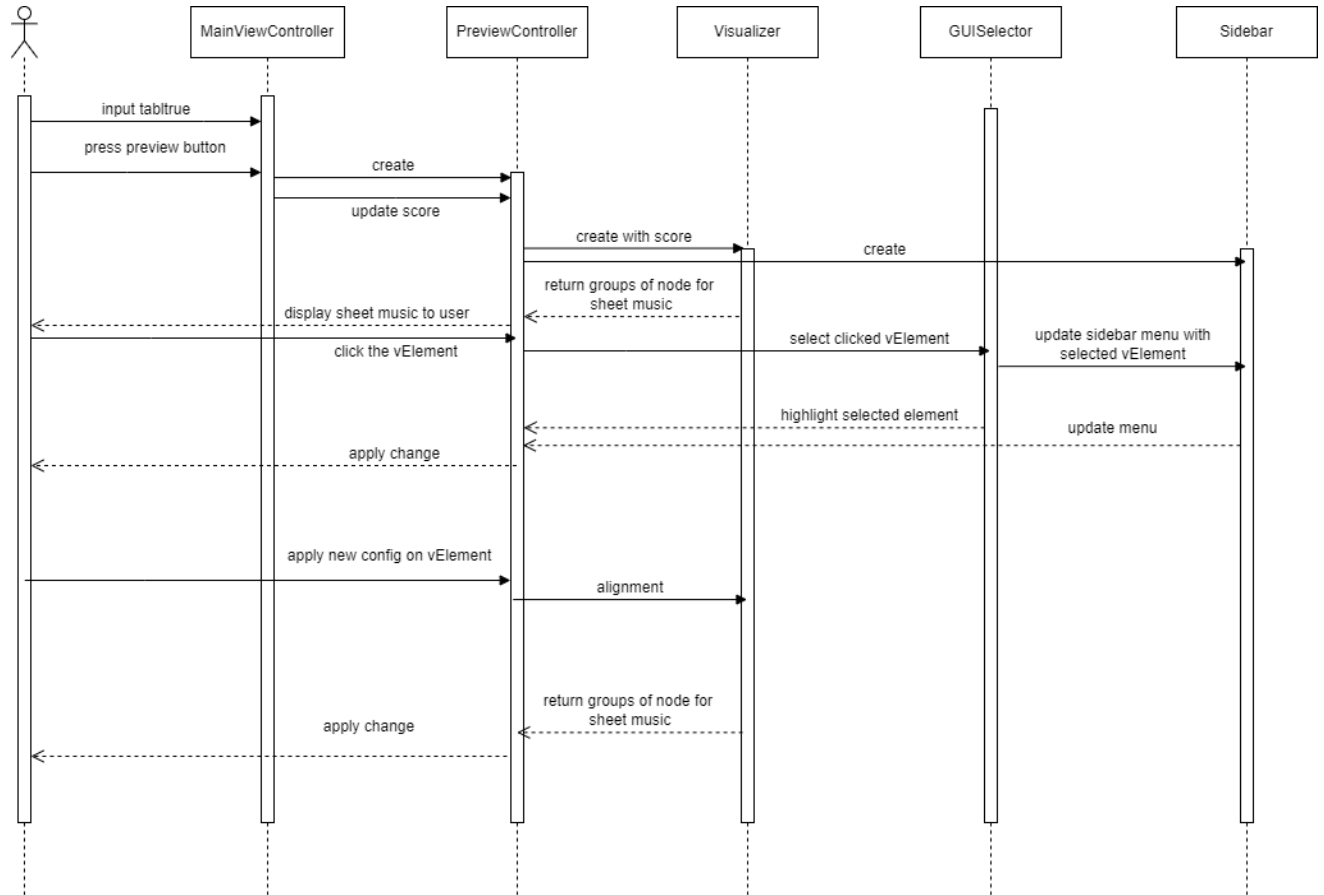 MainViewController
PreviewController
Visualizer
GUISelector
Sidebar
input tabltrue
press preview button
create
update score
create with score
create
return groups of node for
sheet music
display sheet music to user
click the vElement
select clicked vElement
update sidebar menu with
selected vElement
highlight selected element
update menu
apply change
apply new config on vElement
alignment
return groups of node for
sheet music
apply change